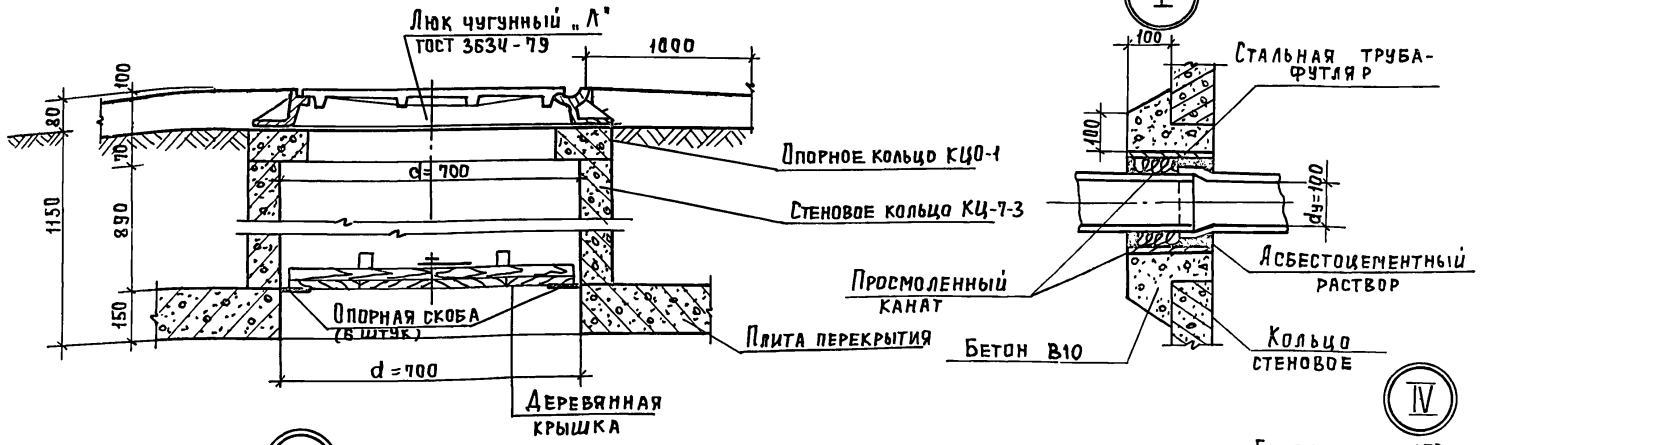 Люк чугунный „Л"
ГОСТ 3634-79
1000
100
80
70
1150
890
150
d=700
Опорное кольцо КЦО-1
Стеновое кольцо КЦ-7-3
Опорная скоба
(6 штук)
Плита перекрытия
d=700
Деревянная
крышка
I
100
Стальная труба-
футляр
100
dу=100
Асбестоцементный
раствор
Просмоленный
канат
Бетон В10
Кольцо
стеновое
IV